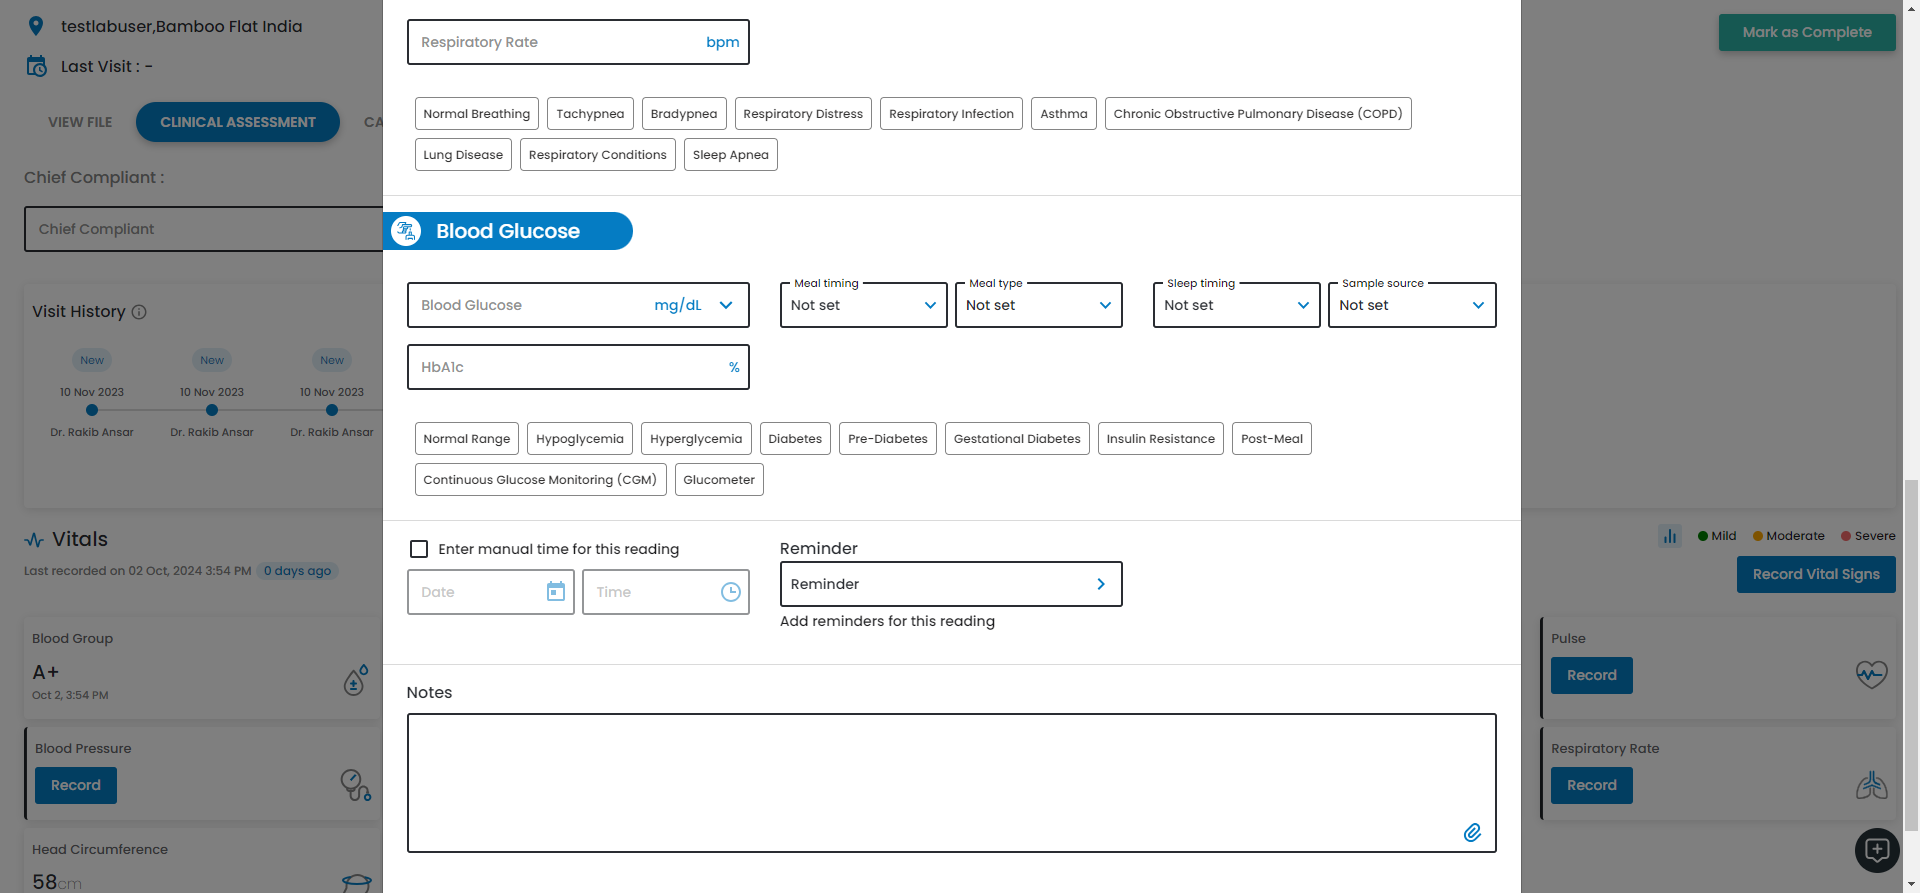 testlabuser,Bamboo Flat India
Last Visit : -
Mark as Complete
VIEW FILE
CLINICAL ASSESSMENT
CA
Chief Compliant :
Chief Compliant
Visit History
New New New
10 Nov 2023 10 Nov 2023 10 Nov 2023
Dr. Rakib Ansar Dr. Rakib Ansar Dr. Rakib Ansar
Vitals
Last recorded on 02 Oct, 2024 3:54 PM 0 days ago
Blood Group
A+
Oct 2, 3:54 PM
Blood Pressure
Record
Head Circumference
58cm
Respiratory Rate bpm
Normal Breathing Tachypnea Bradypnea Respiratory Distress Respiratory Infection Asthma Chronic Obstructive Pulmonary Disease (COPD)
Lung Disease Respiratory Conditions Sleep Apnea
Blood Glucose
Meal timing Meal type Sleep timing Sample source
Blood Glucose mg/dL Not set Not set Not set Not set
HbA1c %
Normal Range Hypoglycemia Hyperglycemia Diabetes Pre-Diabetes Gestational Diabetes Insulin Resistance Post-Meal
Continuous Glucose Monitoring (CGM) Glucometer
Enter manual time for this reading
Date Time
Reminder
Reminder
Add reminders for this reading
Notes
Mild Moderate Severe
Record Vital Signs
Pulse
Record
Respiratory Rate
Record